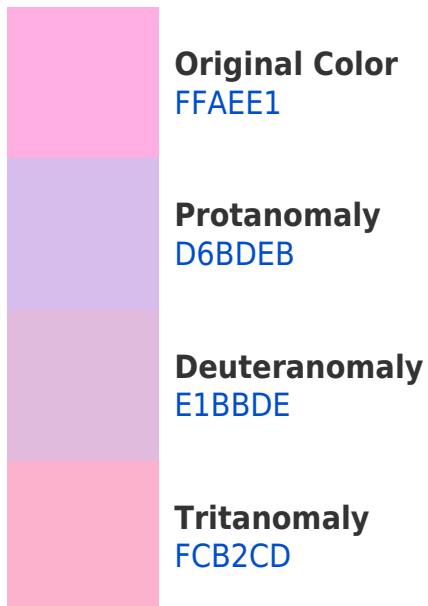 Original Color
FFAEE1
Protanomaly
D6BDEB
Deuteranomaly
E1BBDE
Tritanomaly
FCB2CD